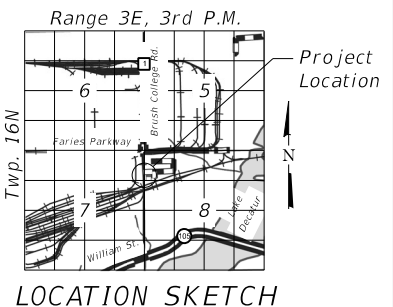 Range 3E, 3rd P.M.
Project
Location
Brush College Rd.
6
5
Twp. 16N
Faries Parkway
N
7
8
Lake
Decatur
105
William St.
LOCATION SKETCH